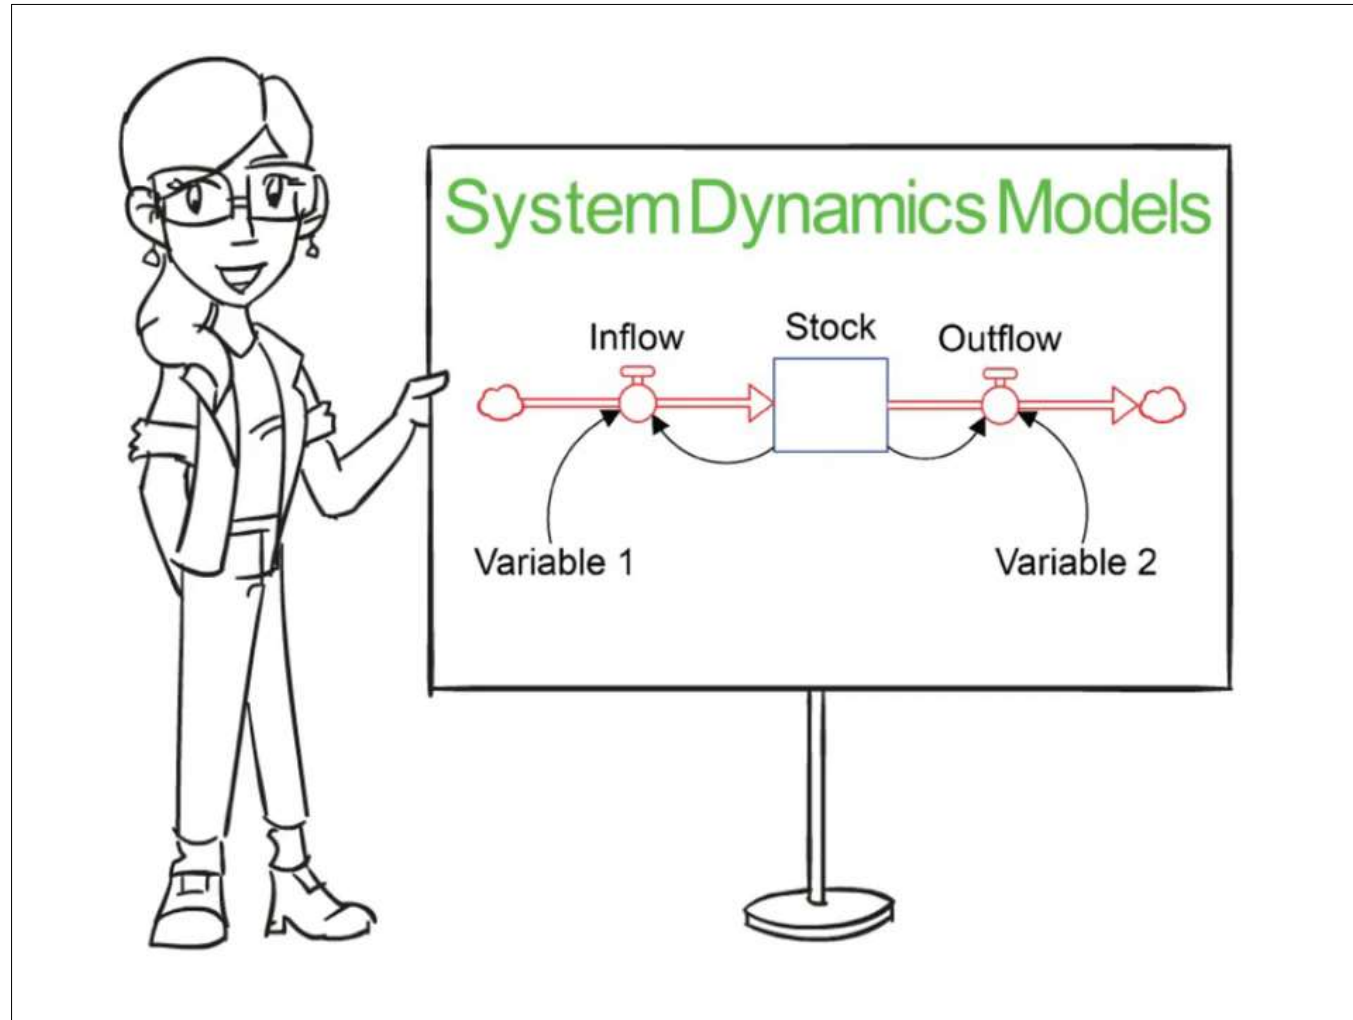 System Dynamics Models
Inflow
Stock
Outflow
Variable 1
Variable 2